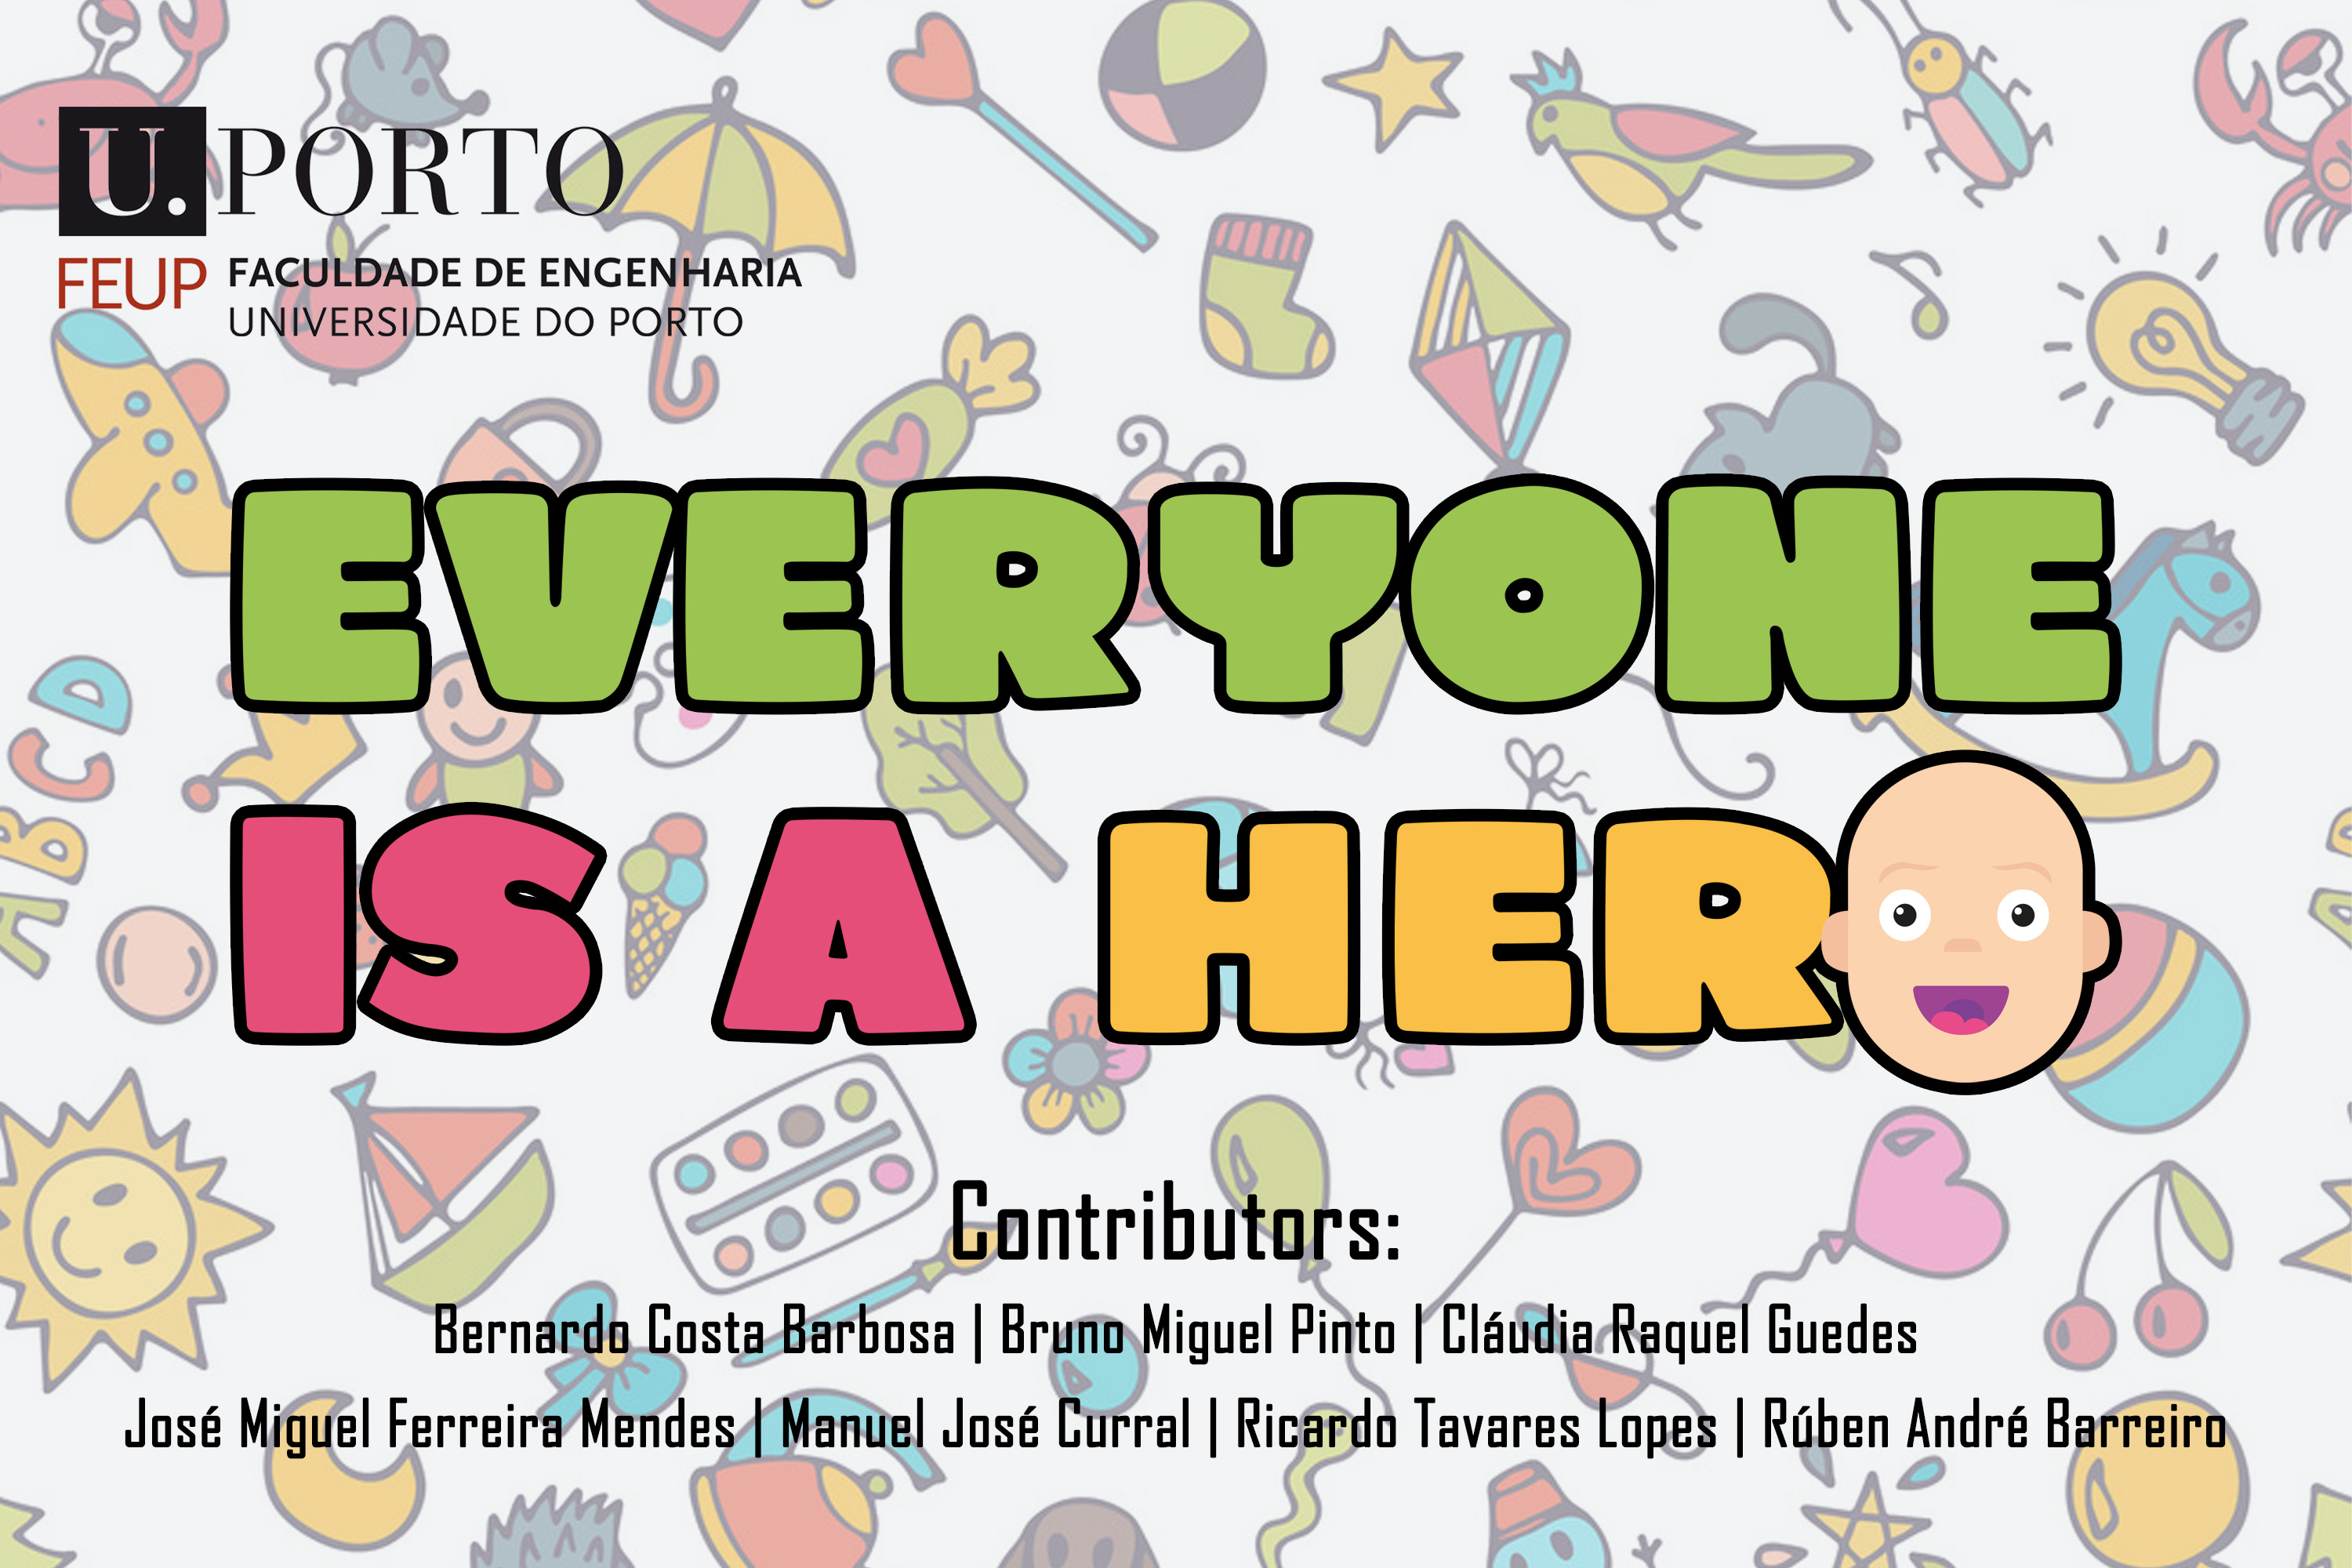 U. PORTO
FEUP FACULDADE DE ENGENHARIA
UNIVERSIDADE DO PORTO
EVERYONE
IS A HER
Contributors:
Bernardo Costa Barbosa | Bruno Miguel Pinto | Cláudia Raquel Guedes
José Miguel Ferreira Mendes | Manuel José Curral | Ricardo Tavares Lopes | Rúben André Barreiro
A B C D